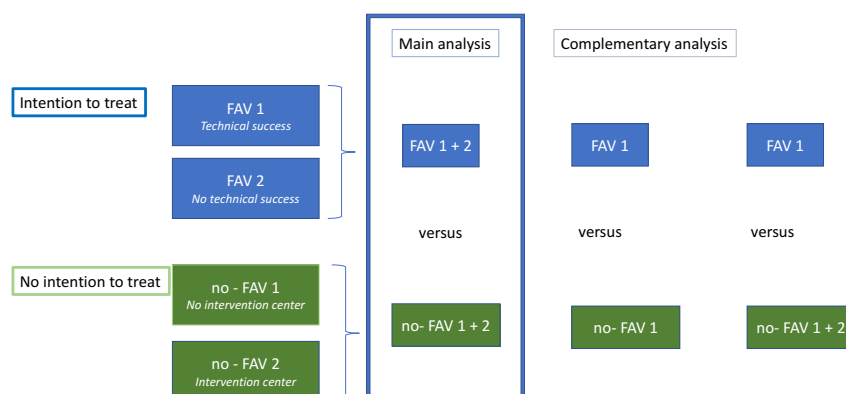 Main analysis
Complementary analysis
Intention to treat
FAV 1
Technical success
FAV 1 + 2
FAV 1
FAV 1
FAV 2
No technical success
versus
versus
versus
No intention to treat
no - FAV 1
No intervention center
no- FAV 1 + 2
no- FAV 1
no- FAV 1 + 2
no - FAV 2
Intervention center